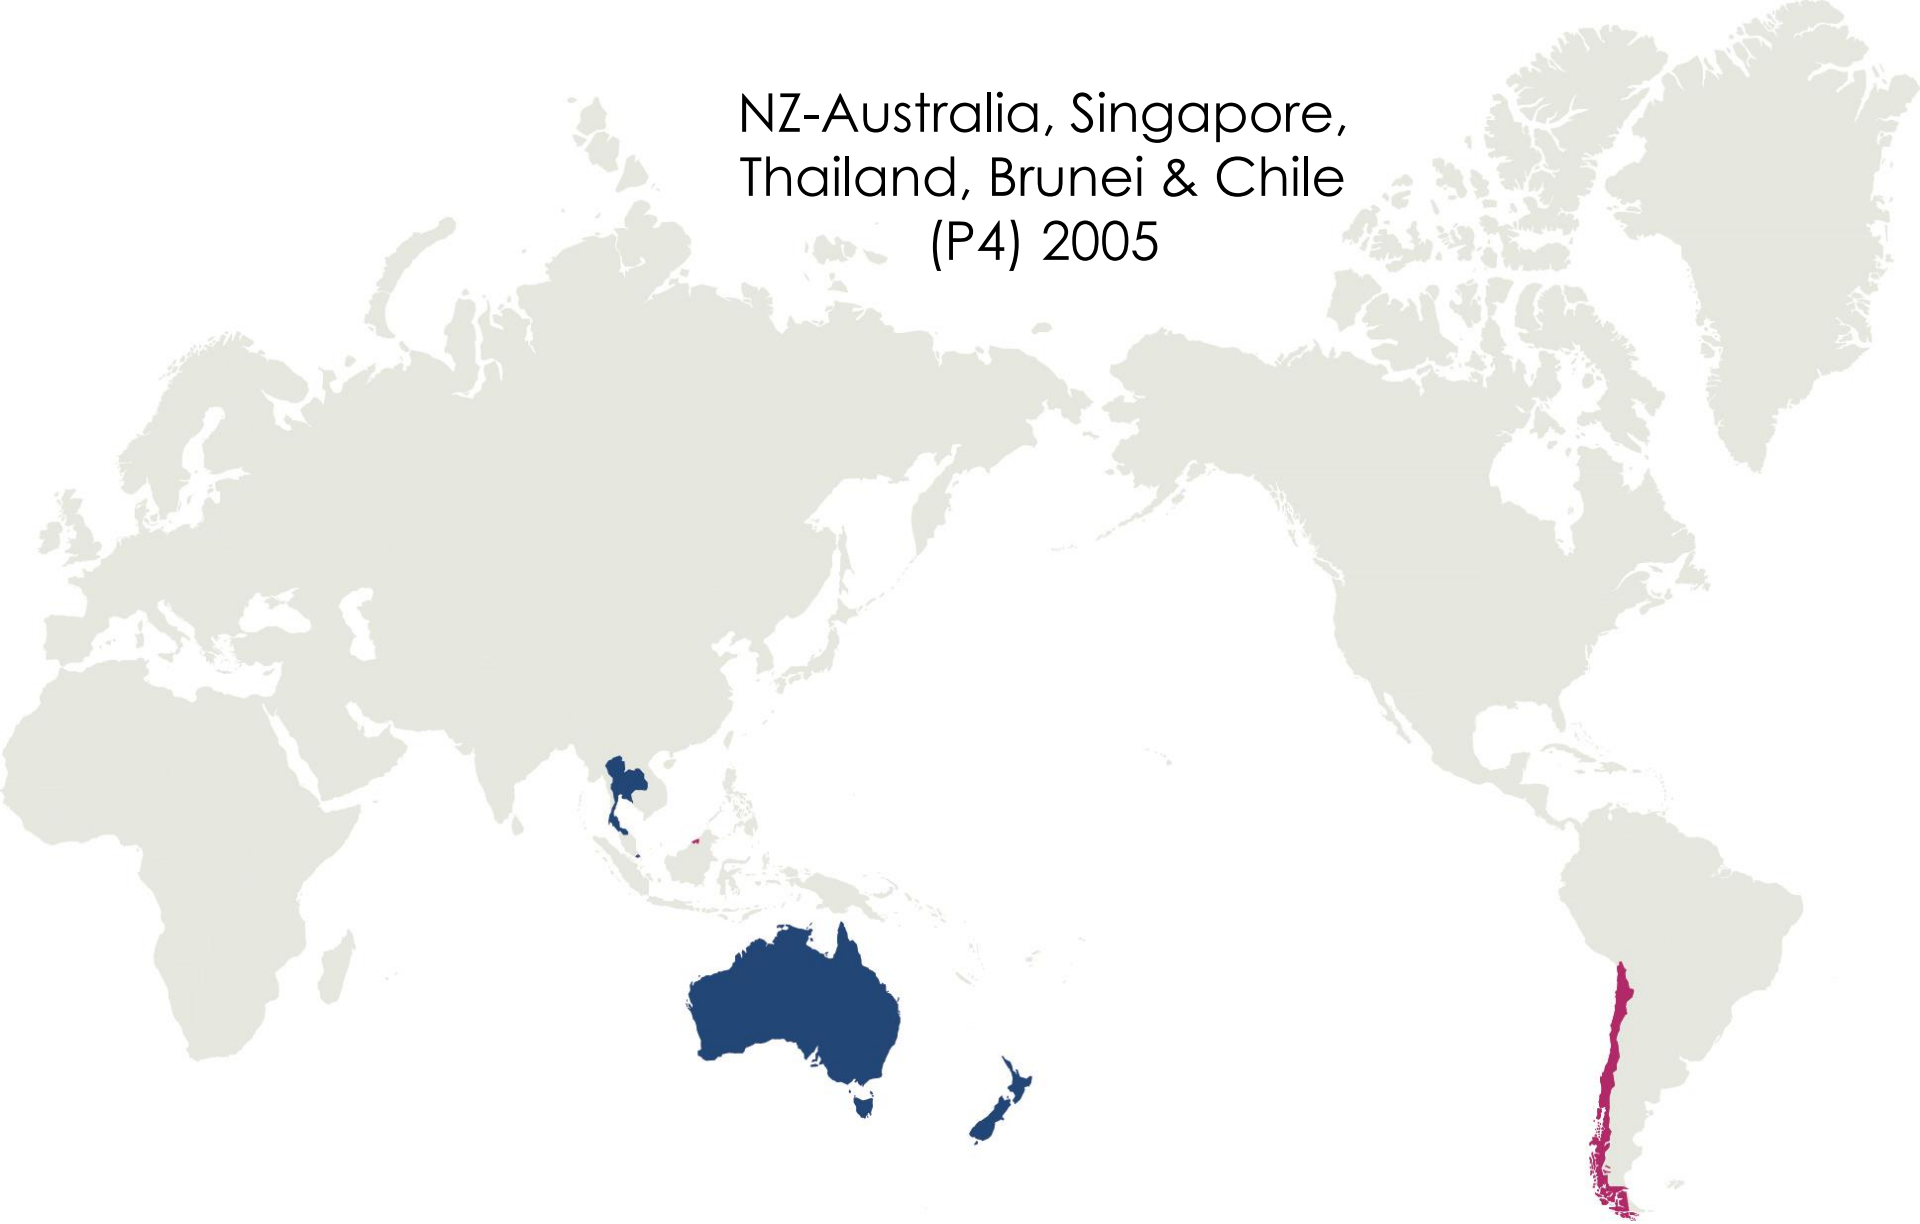 NZ-Australia, Singapore,
Thailand, Brunei & Chile
(P4) 2005